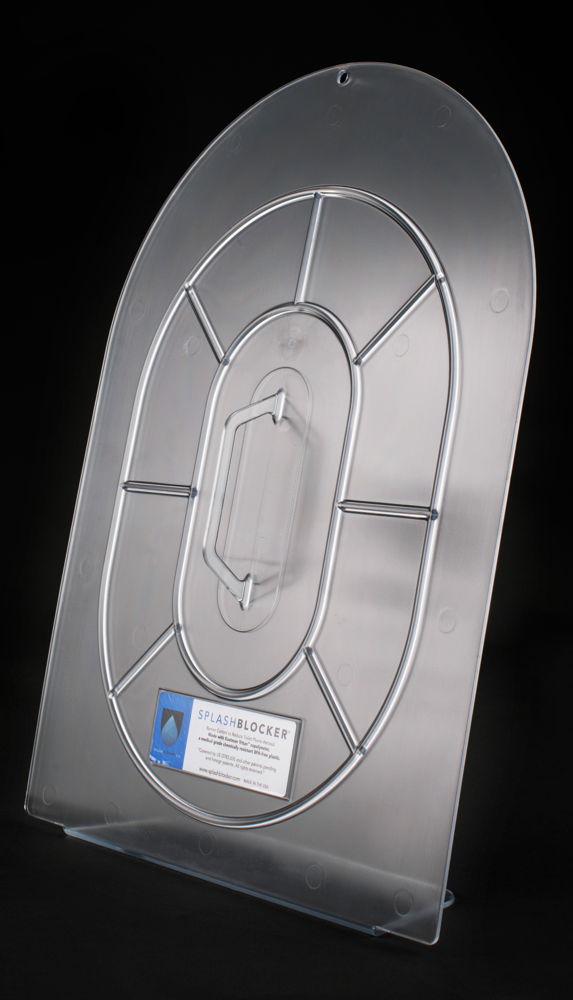 SPLASHBLOCKER®
Barrier Control to Reduce Toilet Plume Aerosol
Made with Eastman Tritan™ copolyester,
a medical grade chemically resistant BPA-free plastic.
"Covered by US D782,635 and other patents pending
and foreign patents. All rights reserved."
www.splashblocker.com MADE IN THE USA
SPLASHBLOCKER LLC